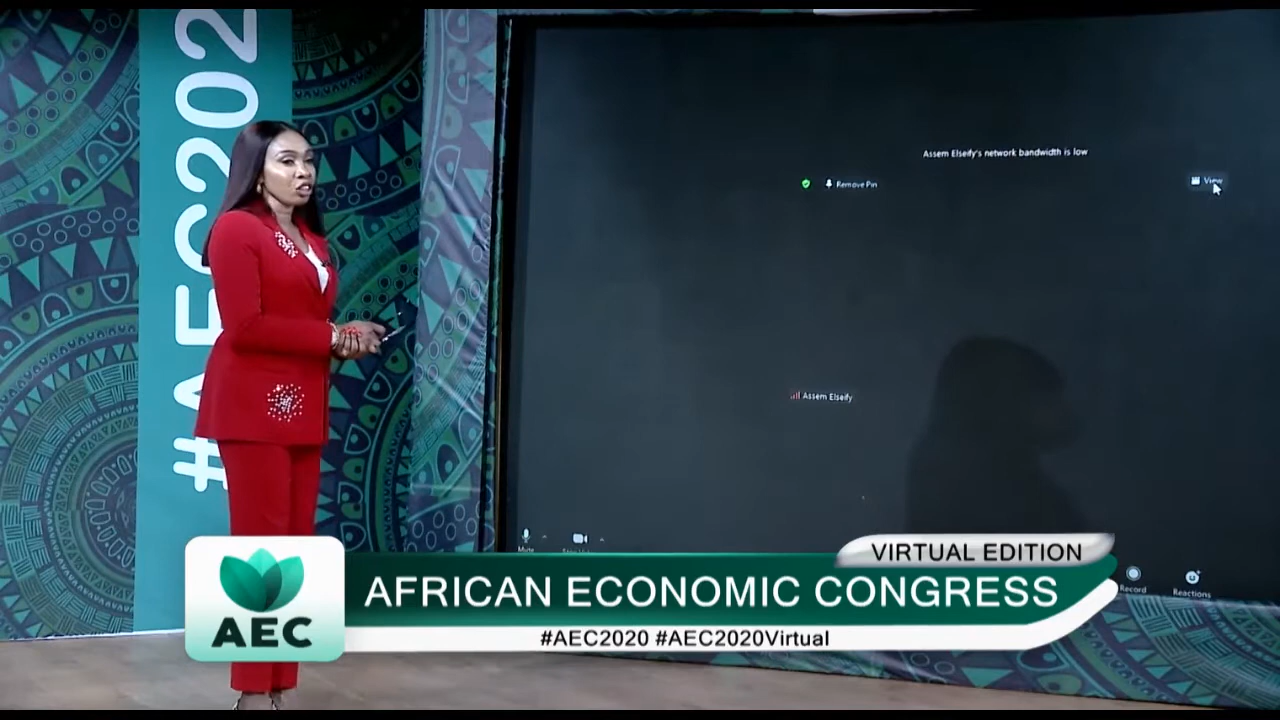 #AEC202
Assem Elseify's network bandwidth is low
Remove Pin
View
Assem Elseify
Mute
Record
Reactions
VIRTUAL EDITION
AFRICAN ECONOMIC CONGRESS
AEC
#AEC2020 #AEC2020Virtual